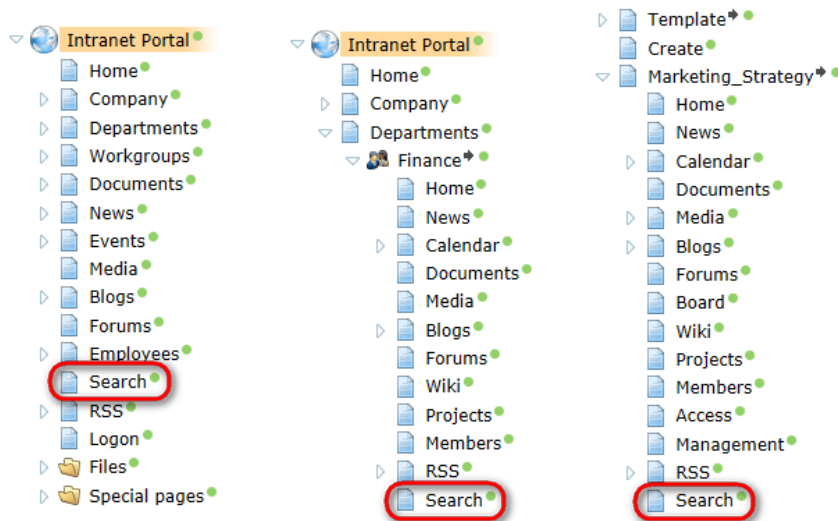 Intranet Portal
Home
Company
Departments
Workgroups
Documents
News
Events
Media
Blogs
Forums
Employees
Search
RSS
Logon
Files
Special pages
Intranet Portal
Home
Company
Departments
Finance
Home
News
Calendar
Documents
Media
Blogs
Forums
Wiki
Projects
Members
RSS
Search
Template
Create
Marketing_Strategy
Home
News
Calendar
Documents
Media
Blogs
Forums
Board
Wiki
Projects
Members
Access
Management
RSS
Search